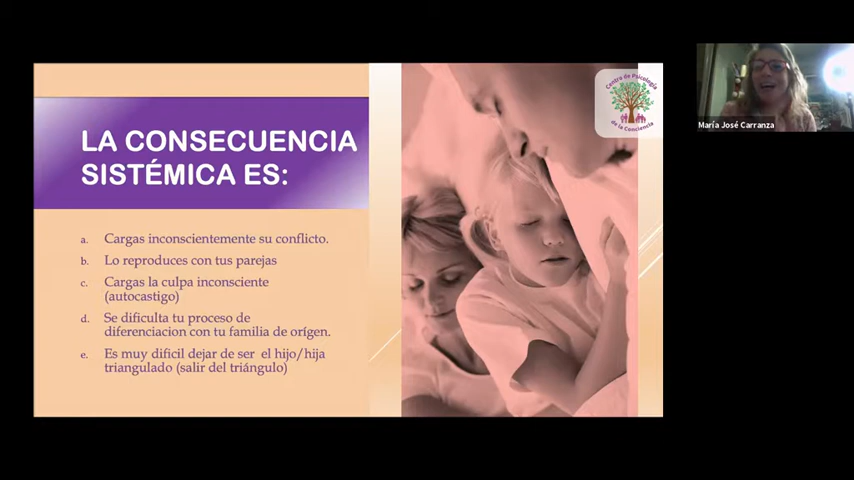 LA CONSECUENCIA
SISTÉMICA ES:
a. Cargas inconscientemente su conflicto.
b. Lo reproduces con tus parejas
c. Cargas la culpa inconsciente
(autocastigo)
d. Se dificulta tu proceso de
diferenciacion con tu familia de orígen.
e. Es muy dificil dejar de ser el hijo/hija
triangulado (salir del triángulo)
Centro de Psicología
de la Conciencia
María José Carranza